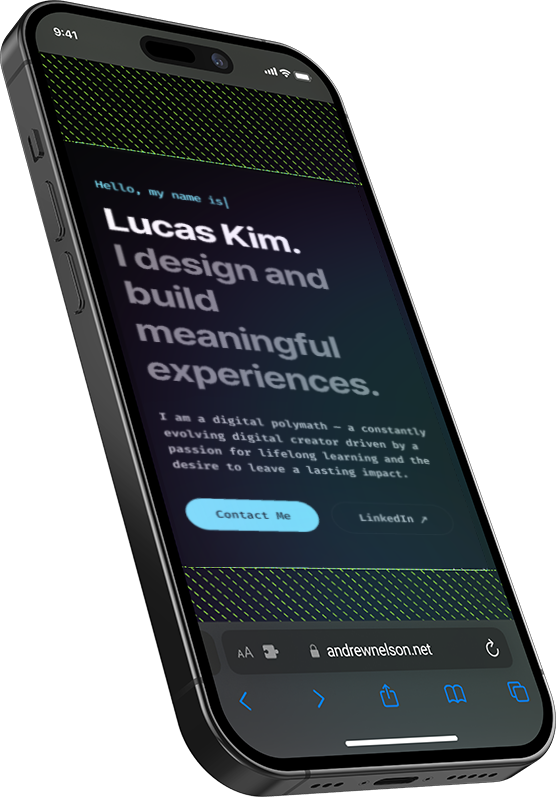 9:41
Hello, my name is|
Lucas Kim.
I design and
build
meaningful
experiences.
I am a digital polymath — a constantly
evolving digital creator driven by a
passion for lifelong learning and the
desire to leave a lasting impact.
Contact Me
LinkedIn ↗
AA
andrewnelson.net